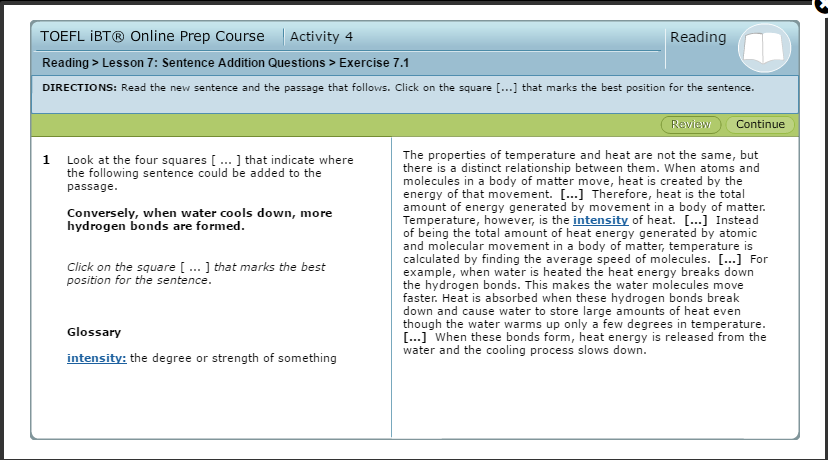 TOEFL iBT® Online Prep Course | Activity 4
Reading
Reading > Lesson 7: Sentence Addition Questions > Exercise 7.1
DIRECTIONS: Read the new sentence and the passage that follows. Click on the square [...] that marks the best position for the sentence.
Review Continue
1 Look at the four squares [ ... ] that indicate where
the following sentence could be added to the
passage.
Conversely, when water cools down, more
hydrogen bonds are formed.
Click on the square [ ... ] that marks the best
position for the sentence.
Glossary
intensity: the degree or strength of something
The properties of temperature and heat are not the same, but
there is a distinct relationship between them. When atoms and
molecules in a body of matter move, heat is created by the
energy of that movement. [...] Therefore, heat is the total
amount of energy generated by movement in a body of matter.
Temperature, however, is the intensity of heat. [...] Instead
of being the total amount of heat energy generated by atomic
and molecular movement in a body of matter, temperature is
calculated by finding the average speed of molecules. [...] For
example, when water is heated the heat energy breaks down
the hydrogen bonds. This makes the water molecules move
faster. Heat is absorbed when these hydrogen bonds break
down and cause water to store large amounts of heat even
though the water warms up only a few degrees in temperature.
[...] When these bonds form, heat energy is released from the
water and the cooling process slows down.